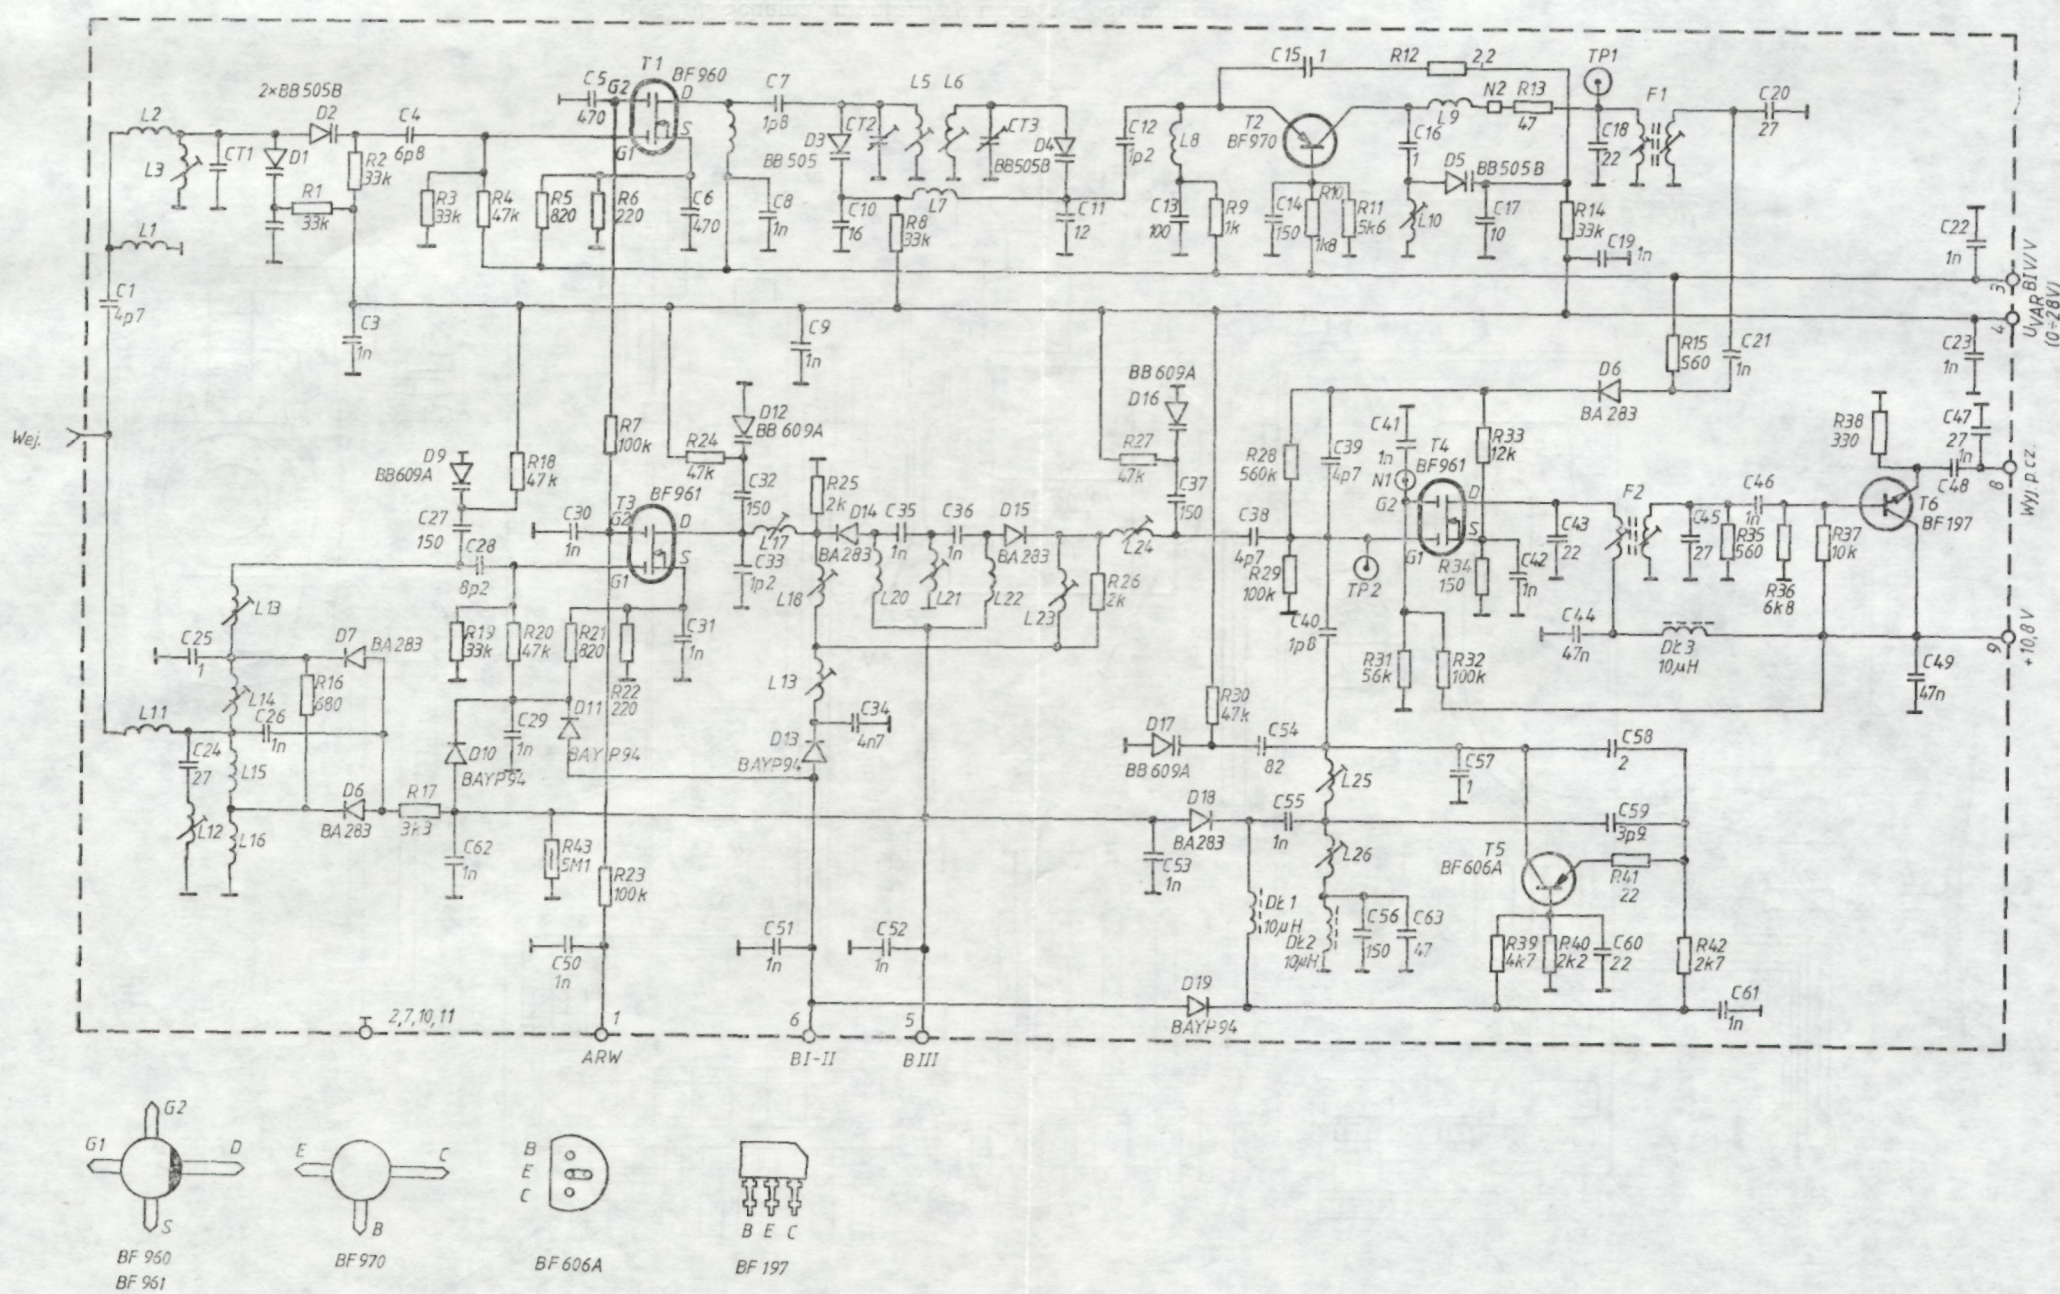 2×BB505B
L2
L3
CT1
D1
D2
R1
33k
R2
33k
C4
6p8
L1
C1
4p7
C3
1n
R3
33k
R4
47k
R5
820
R6
220
C5
470
G2
T1
BF960
D
S
G1
C6
470
C7
1p8
C8
1n
D3
BB505
CT2
L5
L6
CT3
BB505B
D4
C10
16
R8
33k
L7
C11
12
C12
1p2
L8
C13
100
R9
1k
C15
1
R12
2,2
T2
BF970
C14
150
R10
1k8
R11
5k6
C16
1
L9
N2
R13
47
TP1
F1
C20
27
C18
22
D5
BB505B
L10
C17
10
R14
33k
C19
1n
C22
1n
3
BIV/V
4
UVAR
(0÷28V)
C23
1n
C9
1n
R15
560
C21
1n
D6
BA283
Wej.
R7
100k
D9
BB609A
R18
47k
C27
150
C28
8p2
C30
1n
T3
BF961
G2
D
S
G1
R24
47k
D12
BB609A
C32
150
C33
1p2
L17
R25
2k
D14
BA283
C35
1n
C36
1n
D15
BA283
L18
L20
L21
L22
L23
R26
2k
L24
BB609A
D16
R27
47k
C37
150
C38
4p7
R28
560k
R29
100k
C39
4p7
C40
1p8
TP2
C41
1n
N1
T4
BF961
G2
D
S
G1
R33
12k
R34
150
C42
1n
C43
22
F2
C45
27
R35
560
C46
1n
R36
6k8
R37
10k
R38
330
C47
27
1n
C48
T6
BF197
8
Wyj. p.cz.
C44
47n
DŁ3
10µH
9
+10,8V
C49
47n
R31
56k
R32
100k
L13
C25
1
D7
BA283
R16
680
L14
C26
1n
L11
C24
27
L12
L15
L16
D6
BA283
R17
3k3
R19
33k
R20
47k
R21
820
R22
220
C31
1n
D10
BAYP94
C29
1n
D11
BAYP94
L13
C34
4n7
D13
BAYP94
C62
1n
R43
5M1
R23
100k
C50
1n
C51
1n
C52
1n
R30
47k
D17
BB609A
C54
82
L25
C57
1
C58
2
D18
BA283
C53
1n
C55
1n
L26
C59
3p9
T5
BF606A
R41
22
DŁ1
10µH
DŁ2
10µH
C56
150
C63
47
R39
4k7
R40
2k2
C60
22
R42
2k7
C61
1n
D19
BAYP94
2,7,10,11
1
ARW
6
BI-II
5
BIII
G1
G2
D
S
BF960
BF961
E
C
B
BF970
B
E
C
BF606A
B E C
BF197